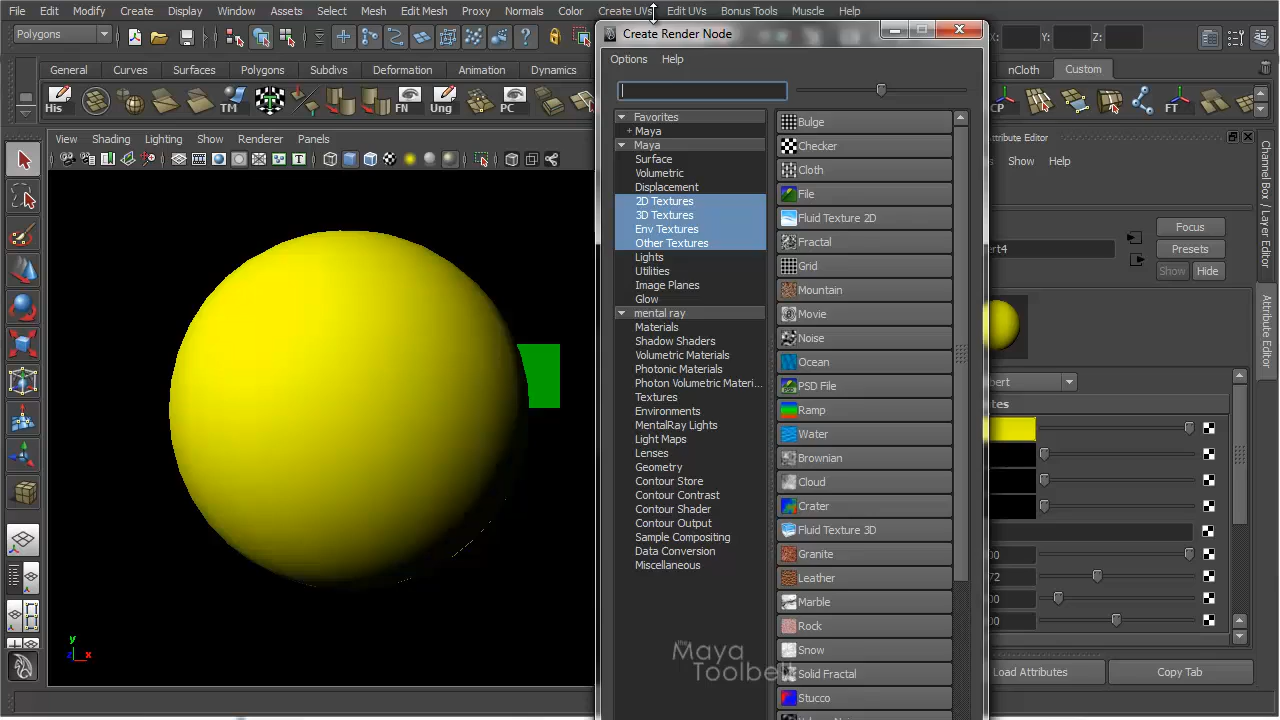 File Edit Modify Create Display Window Assets Select Mesh Edit Mesh Proxy Normals Color Create UVs Edit UVs Bonus Tools Muscle Help
Polygons
Create Render Node
X: Y: Z:
General Curves Surfaces Polygons Subdivs Deformation Animation Dynamics
nCloth Custom
Options Help
His TM FN Ung PC CP FT
View Shading Lighting Show Renderer Panels
Attribute Editor
Show Help
Channel Box / Layer Editor
Attribute Editor
Focus
Presets
Show Hide
ert4
bert
tes
00
72
00
00
Load Attributes Copy Tab
Favorites
+ Maya
Maya
Surface
Volumetric
Displacement
2D Textures
3D Textures
Env Textures
Other Textures
Lights
Utilities
Image Planes
Glow
mental ray
Materials
Shadow Shaders
Volumetric Materials
Photonic Materials
Photon Volumetric Materi...
Textures
Environments
MentalRay Lights
Light Maps
Lenses
Geometry
Contour Store
Contour Contrast
Contour Shader
Contour Output
Sample Compositing
Data Conversion
Miscellaneous
Bulge
Checker
Cloth
File
Fluid Texture 2D
Fractal
Grid
Mountain
Movie
Noise
Ocean
PSD File
Ramp
Water
Brownian
Cloud
Crater
Fluid Texture 3D
Granite
Leather
Marble
Rock
Snow
Solid Fractal
Stucco
y
z x
the
Maya
Toolbelt